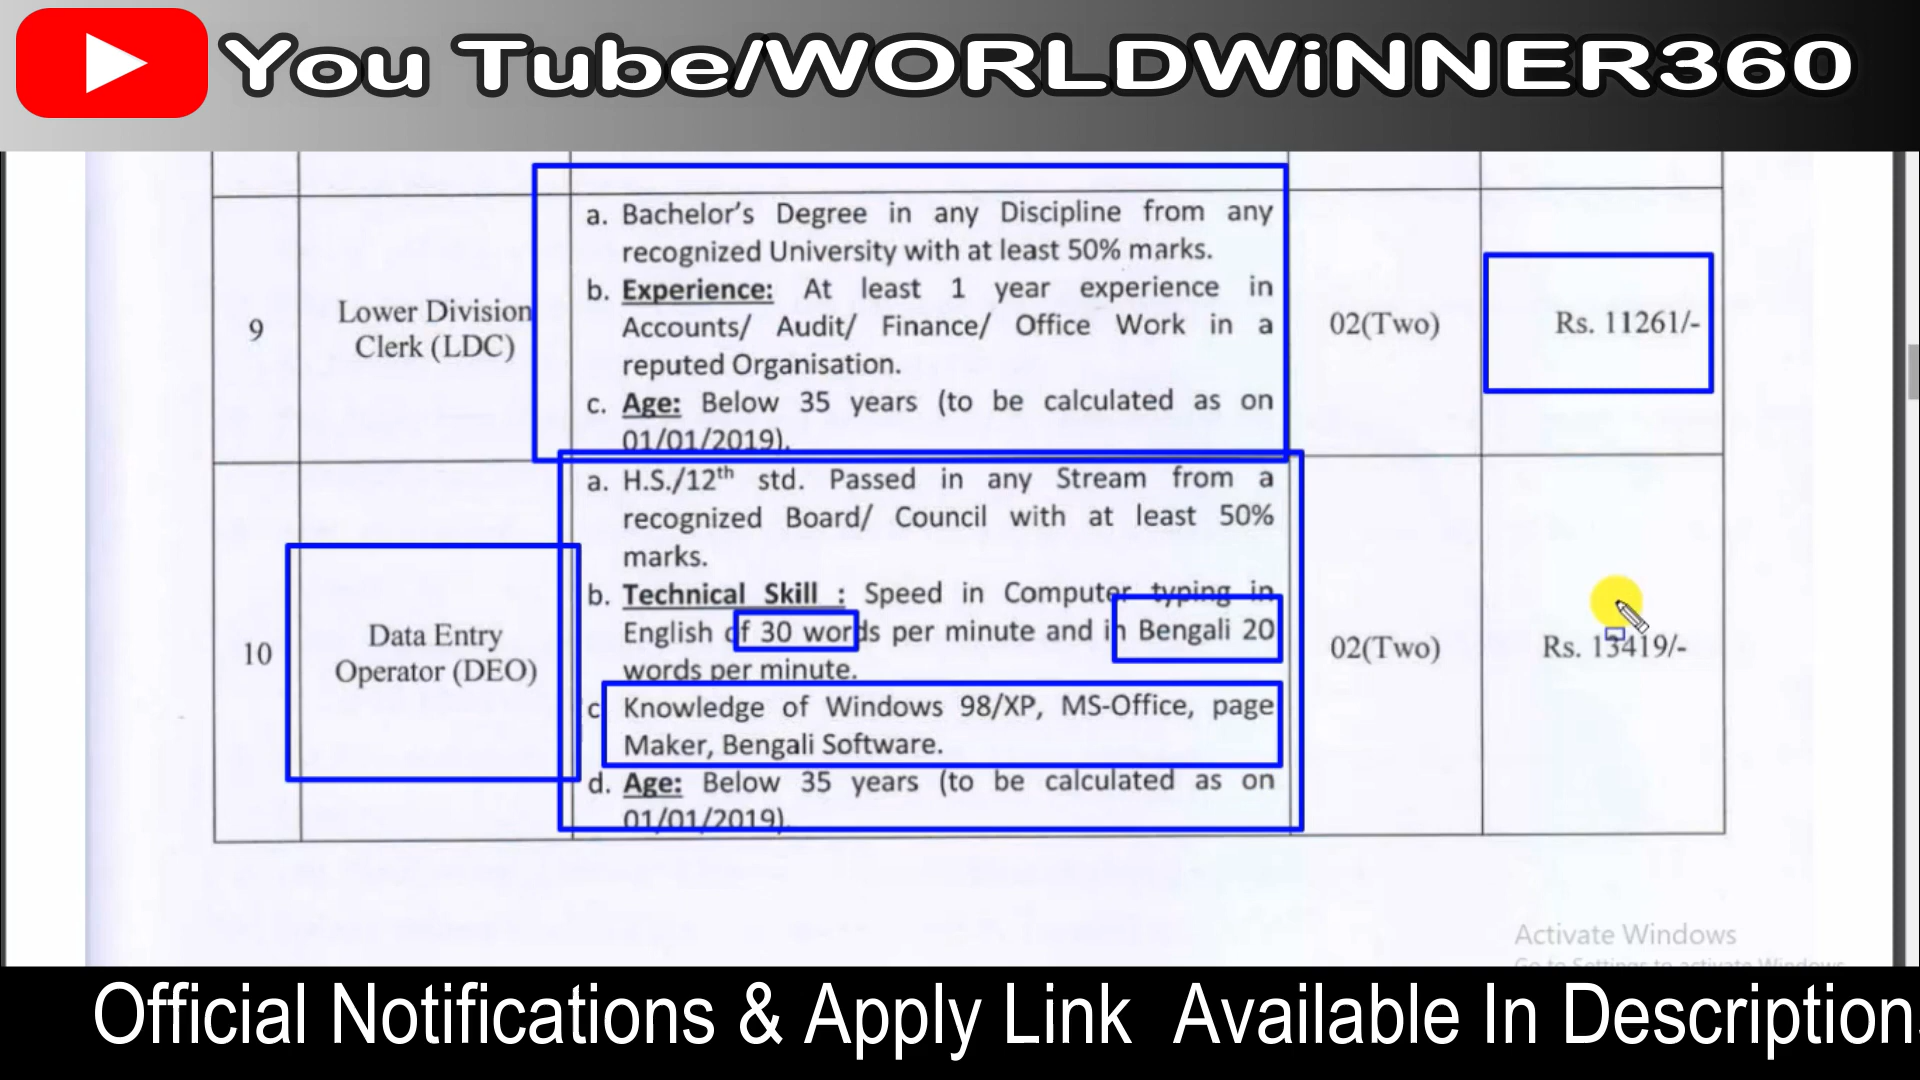 You Tube/WORLDWiNNER360
9
Lower Division
Clerk (LDC)
a. Bachelor's Degree in any Discipline from any
recognized University with at least 50% marks.
b. Experience: At least 1 year experience in
Accounts/ Audit/ Finance/ Office Work in a
reputed Organisation.
c. Age: Below 35 years (to be calculated as on
01/01/2019).
02(Two)
Rs. 11261/-
10
Data Entry
Operator (DEO)
a. H.S./12th std. Passed in any Stream from a
recognized Board/ Council with at least 50%
marks.
b. Technical Skill : Speed in Computer typing in
English of 30 words per minute and in Bengali 20
words per minute.
c. Knowledge of Windows 98/XP, MS-Office, page
Maker, Bengali Software.
d. Age: Below 35 years (to be calculated as on
01/01/2019).
02(Two)
Rs. 13419/-
Activate Windows
Go to Settings to activate Windows
Official Notifications & Apply Link Available In Description